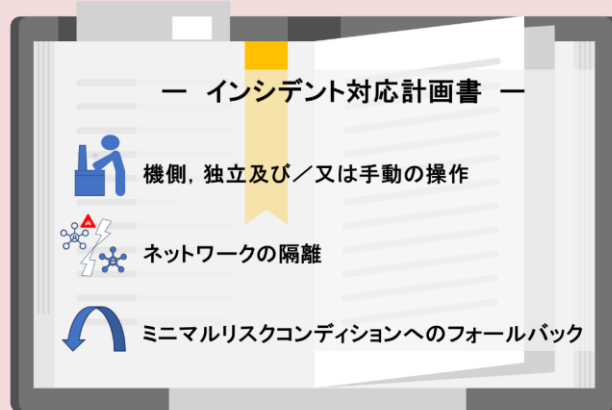 ー インシデント対応計画書 ー
機側, 独立及び／又は手動の操作
ネットワークの隔離
ミニマルリスクコンディションへのフォールバック